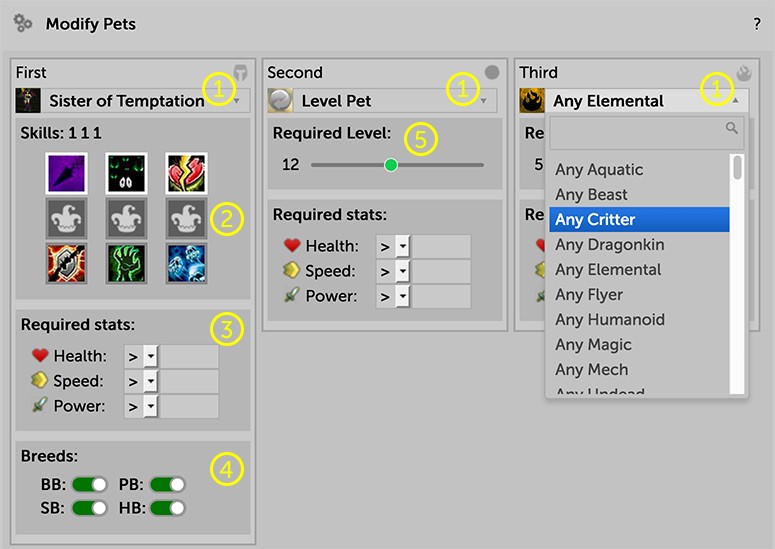 Modify Pets
?
First
1
Sister of Temptation
Skills: 1 1 1
2
Required stats:
3
Health: >
Speed: >
Power: >
Breeds:
4
BB: PB:
SB: HB:
Second
1
Level Pet
Required Level:
5
12
Required stats:
Health: >
Speed: >
Power: >
Third
1
Any Elemental
Re
5
Re
Any Aquatic
Any Beast
Any Critter
Any Dragonkin
Any Elemental
Any Flyer
Any Humanoid
Any Magic
Any Mech
Any Undead